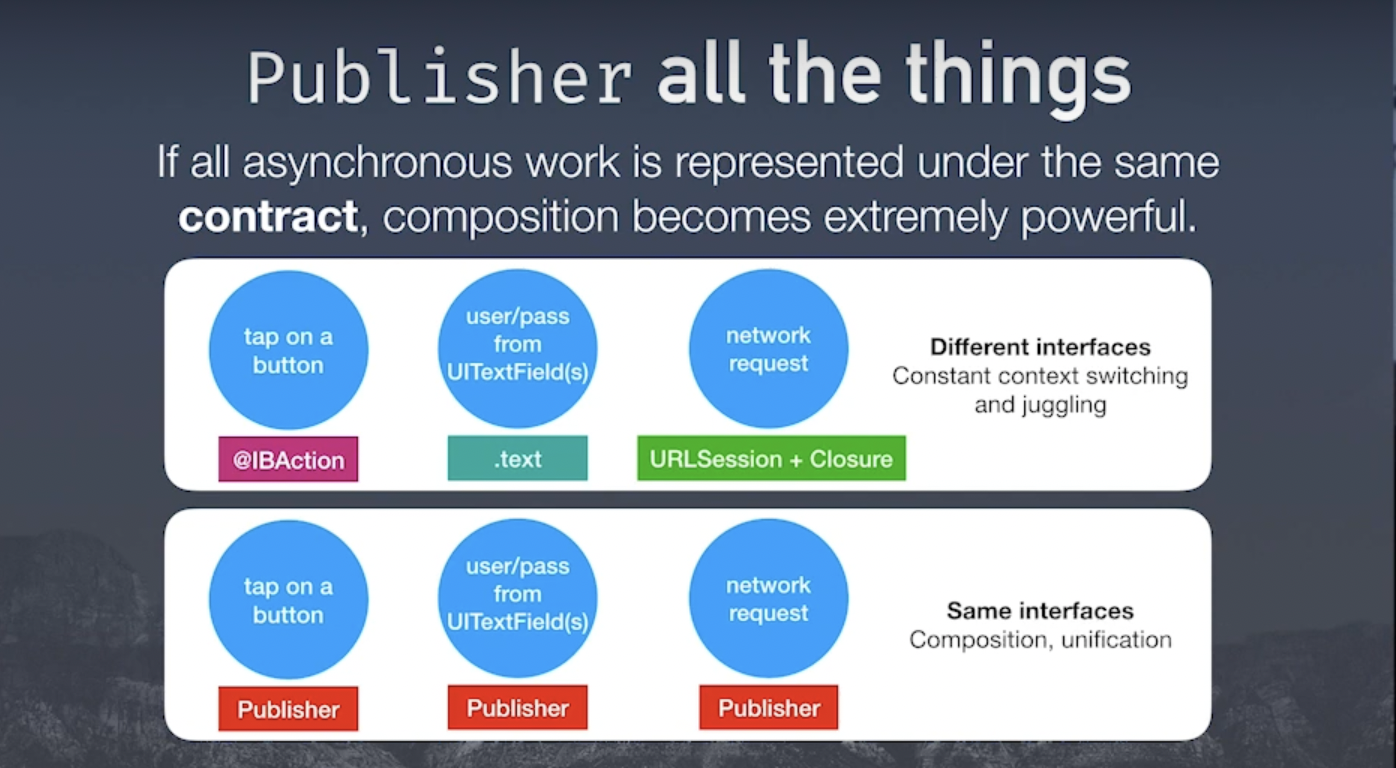 Publisher all the things
If all asynchronous work is represented under the same
contract, composition becomes extremely powerful.
tap on a
button
@IBAction
user/pass
from
UITextField(s)
.text
network
request
URLSession + Closure
Different interfaces
Constant context switching
and juggling
tap on a
button
Publisher
user/pass
from
UITextField(s)
Publisher
network
request
Publisher
Same interfaces
Composition, unification